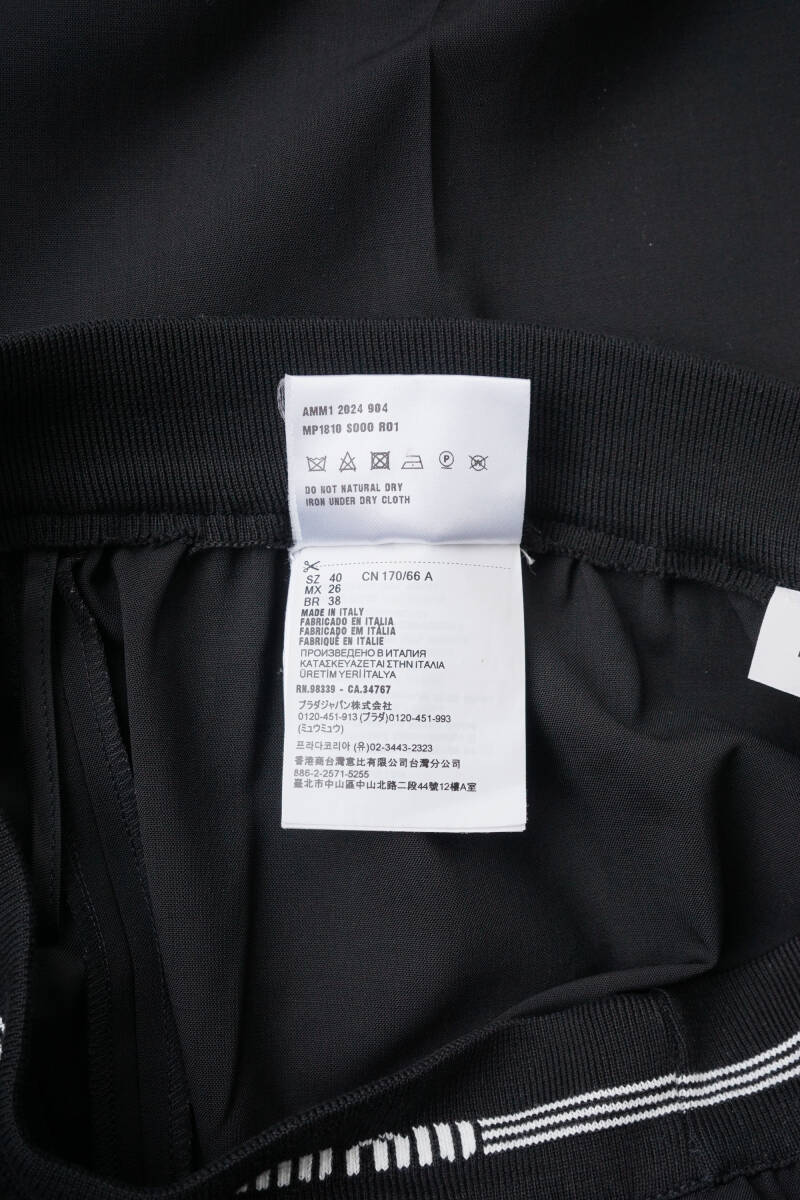 AMM1 2024 904
MP1810 S000 R01
P
DO NOT NATURAL DRY
IRON UNDER DRY CLOTH
SZ 40 CN 170/66 A
MX 26
BR 38
MADE IN ITALY
FABRICADO EN ITALIA
FABRICADO EM ITÁLIA
FABRIQUÉ EN ITALIE
ПРОИЗВЕДЕНО В ИТАЛИЯ
ΚΑΤΑΣΚΕΥΑΖΕΤΑΙ ΣΤΗΝ ΙΤΑΛΙΑ
ÜRETİM YERİ İTALYA
RN.98339 - CA.34767
プラダジャパン株式会社
0120-451-913 (プラダ)0120-451-993
(ミュウミュウ)
프라다코리아 (유)02-3443-2323
香港商台灣意比有限公司台灣分公司
886-2-2571-5255
臺北市中山區中山北路二段44號12樓A室